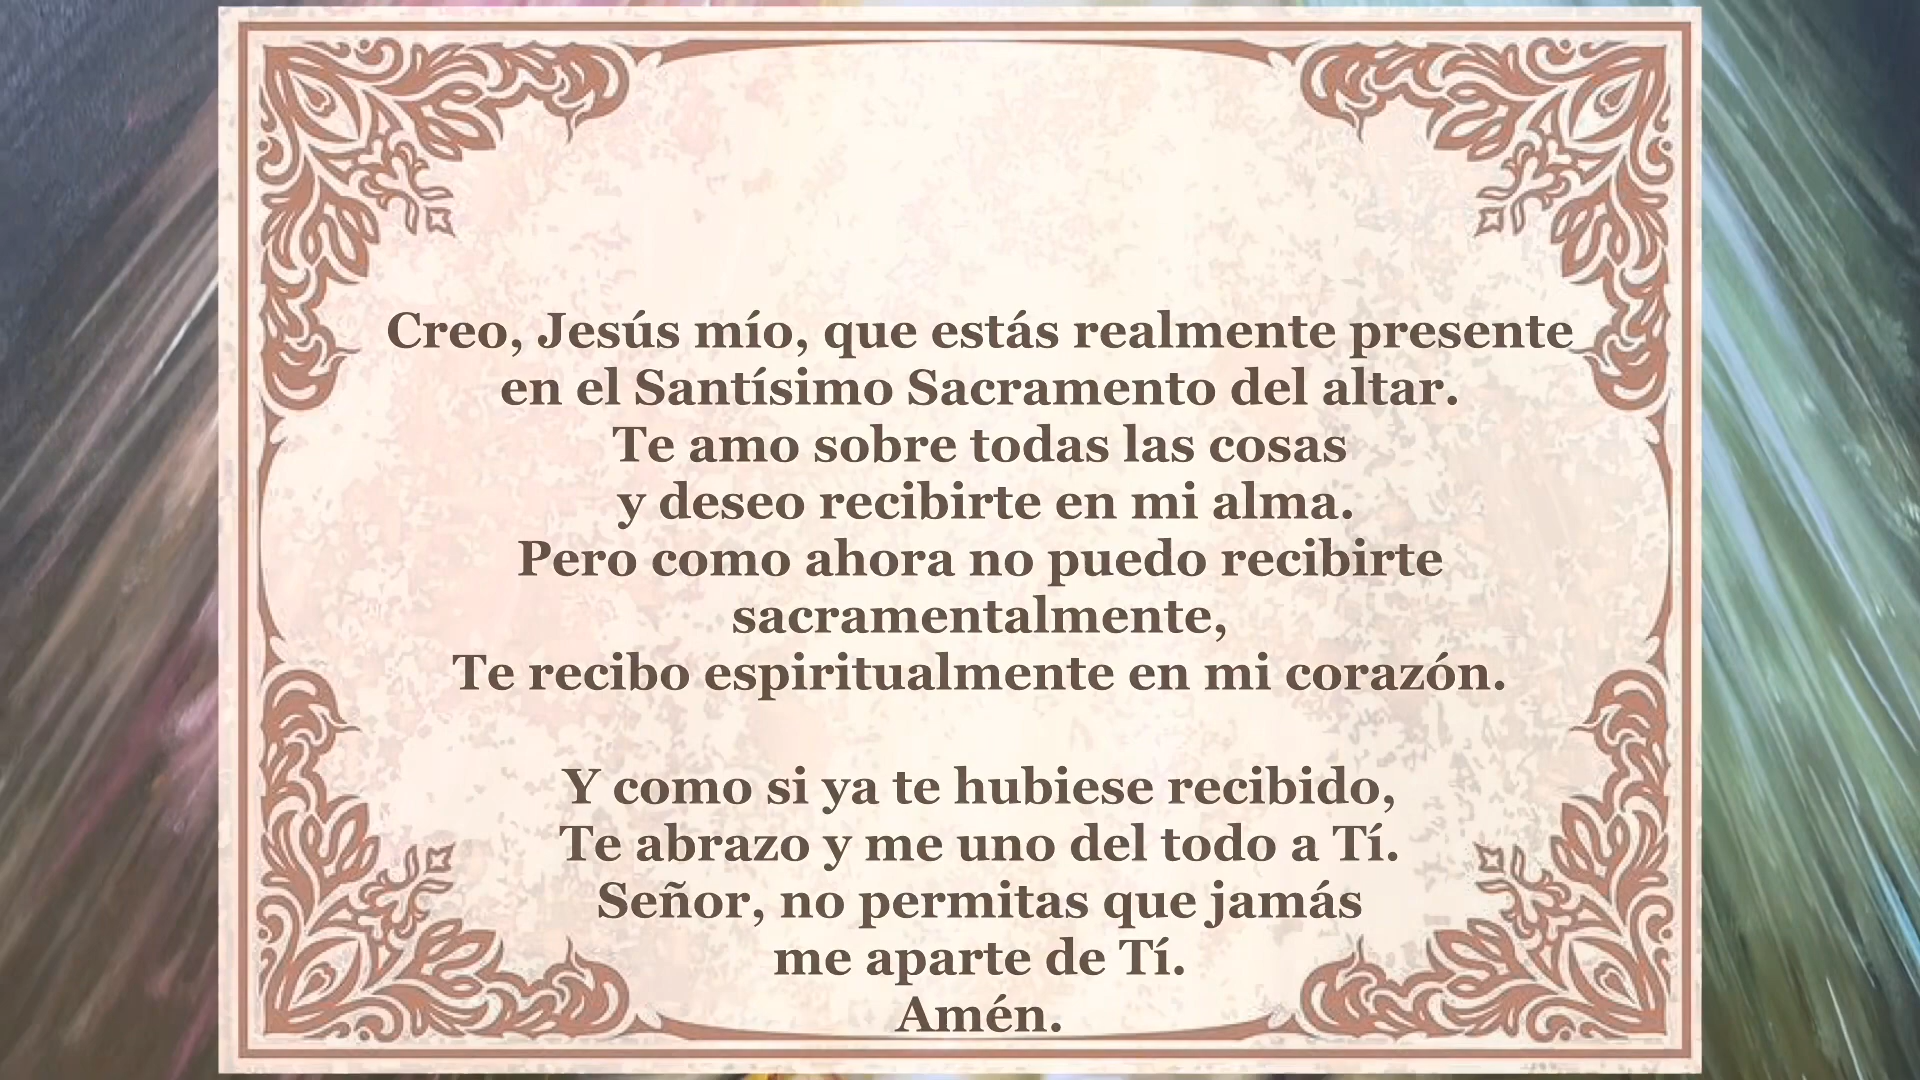 Creo, Jesús mío, que estás realmente presente
en el Santísimo Sacramento del altar.
Te amo sobre todas las cosas
y deseo recibirte en mi alma.
Pero como ahora no puedo recibirte
sacramentalmente,
Te recibo espiritualmente en mi corazón.
Y como si ya te hubiese recibido,
Te abrazo y me uno del todo a Tí.
Señor, no permitas que jamás
me aparte de Tí.
Amén.